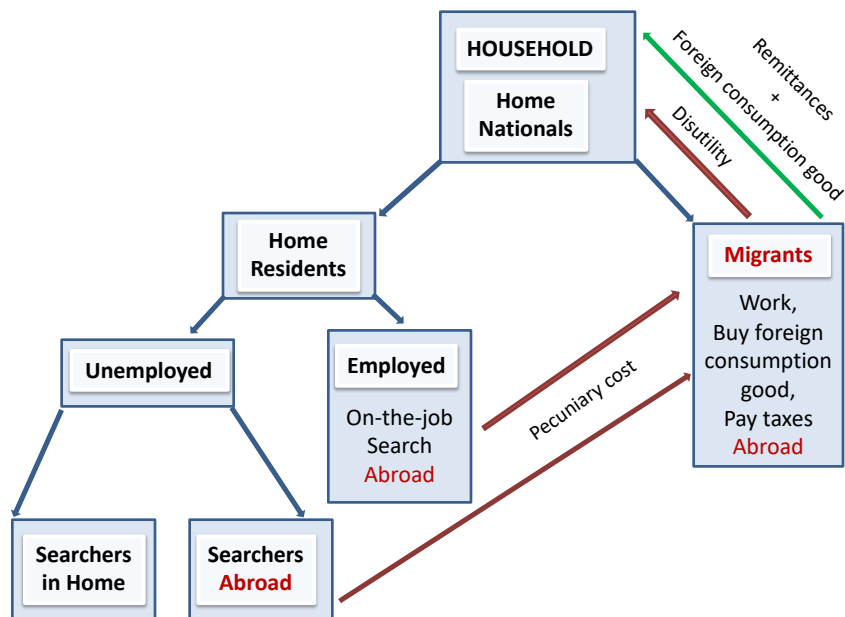 HOUSEHOLD
Home
Nationals
Remittances
+
Foreign consumption good
Disutility
Home
Residents
Migrants
Work,
Buy foreign
consumption
good,
Pay taxes
Abroad
Unemployed
Employed
On-the-job
Search
Abroad
Pecuniary cost
Searchers
in Home
Searchers
Abroad